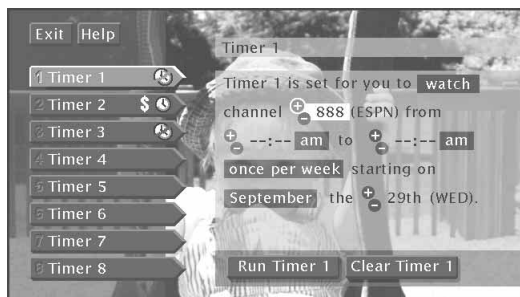 Exit Help
1 Timer 1
2 Timer 2 $
3 Timer 3
4 Timer 4
5 Timer 5
6 Timer 6
7 Timer 7
8 Timer 8
Timer 1
Timer 1 is set for you to watch
channel + - 888 (ESPN) from
+ - --:-- am to + - --:-- am
once per week starting on
September the + - 29th (WED).
Run Timer 1 Clear Timer 1